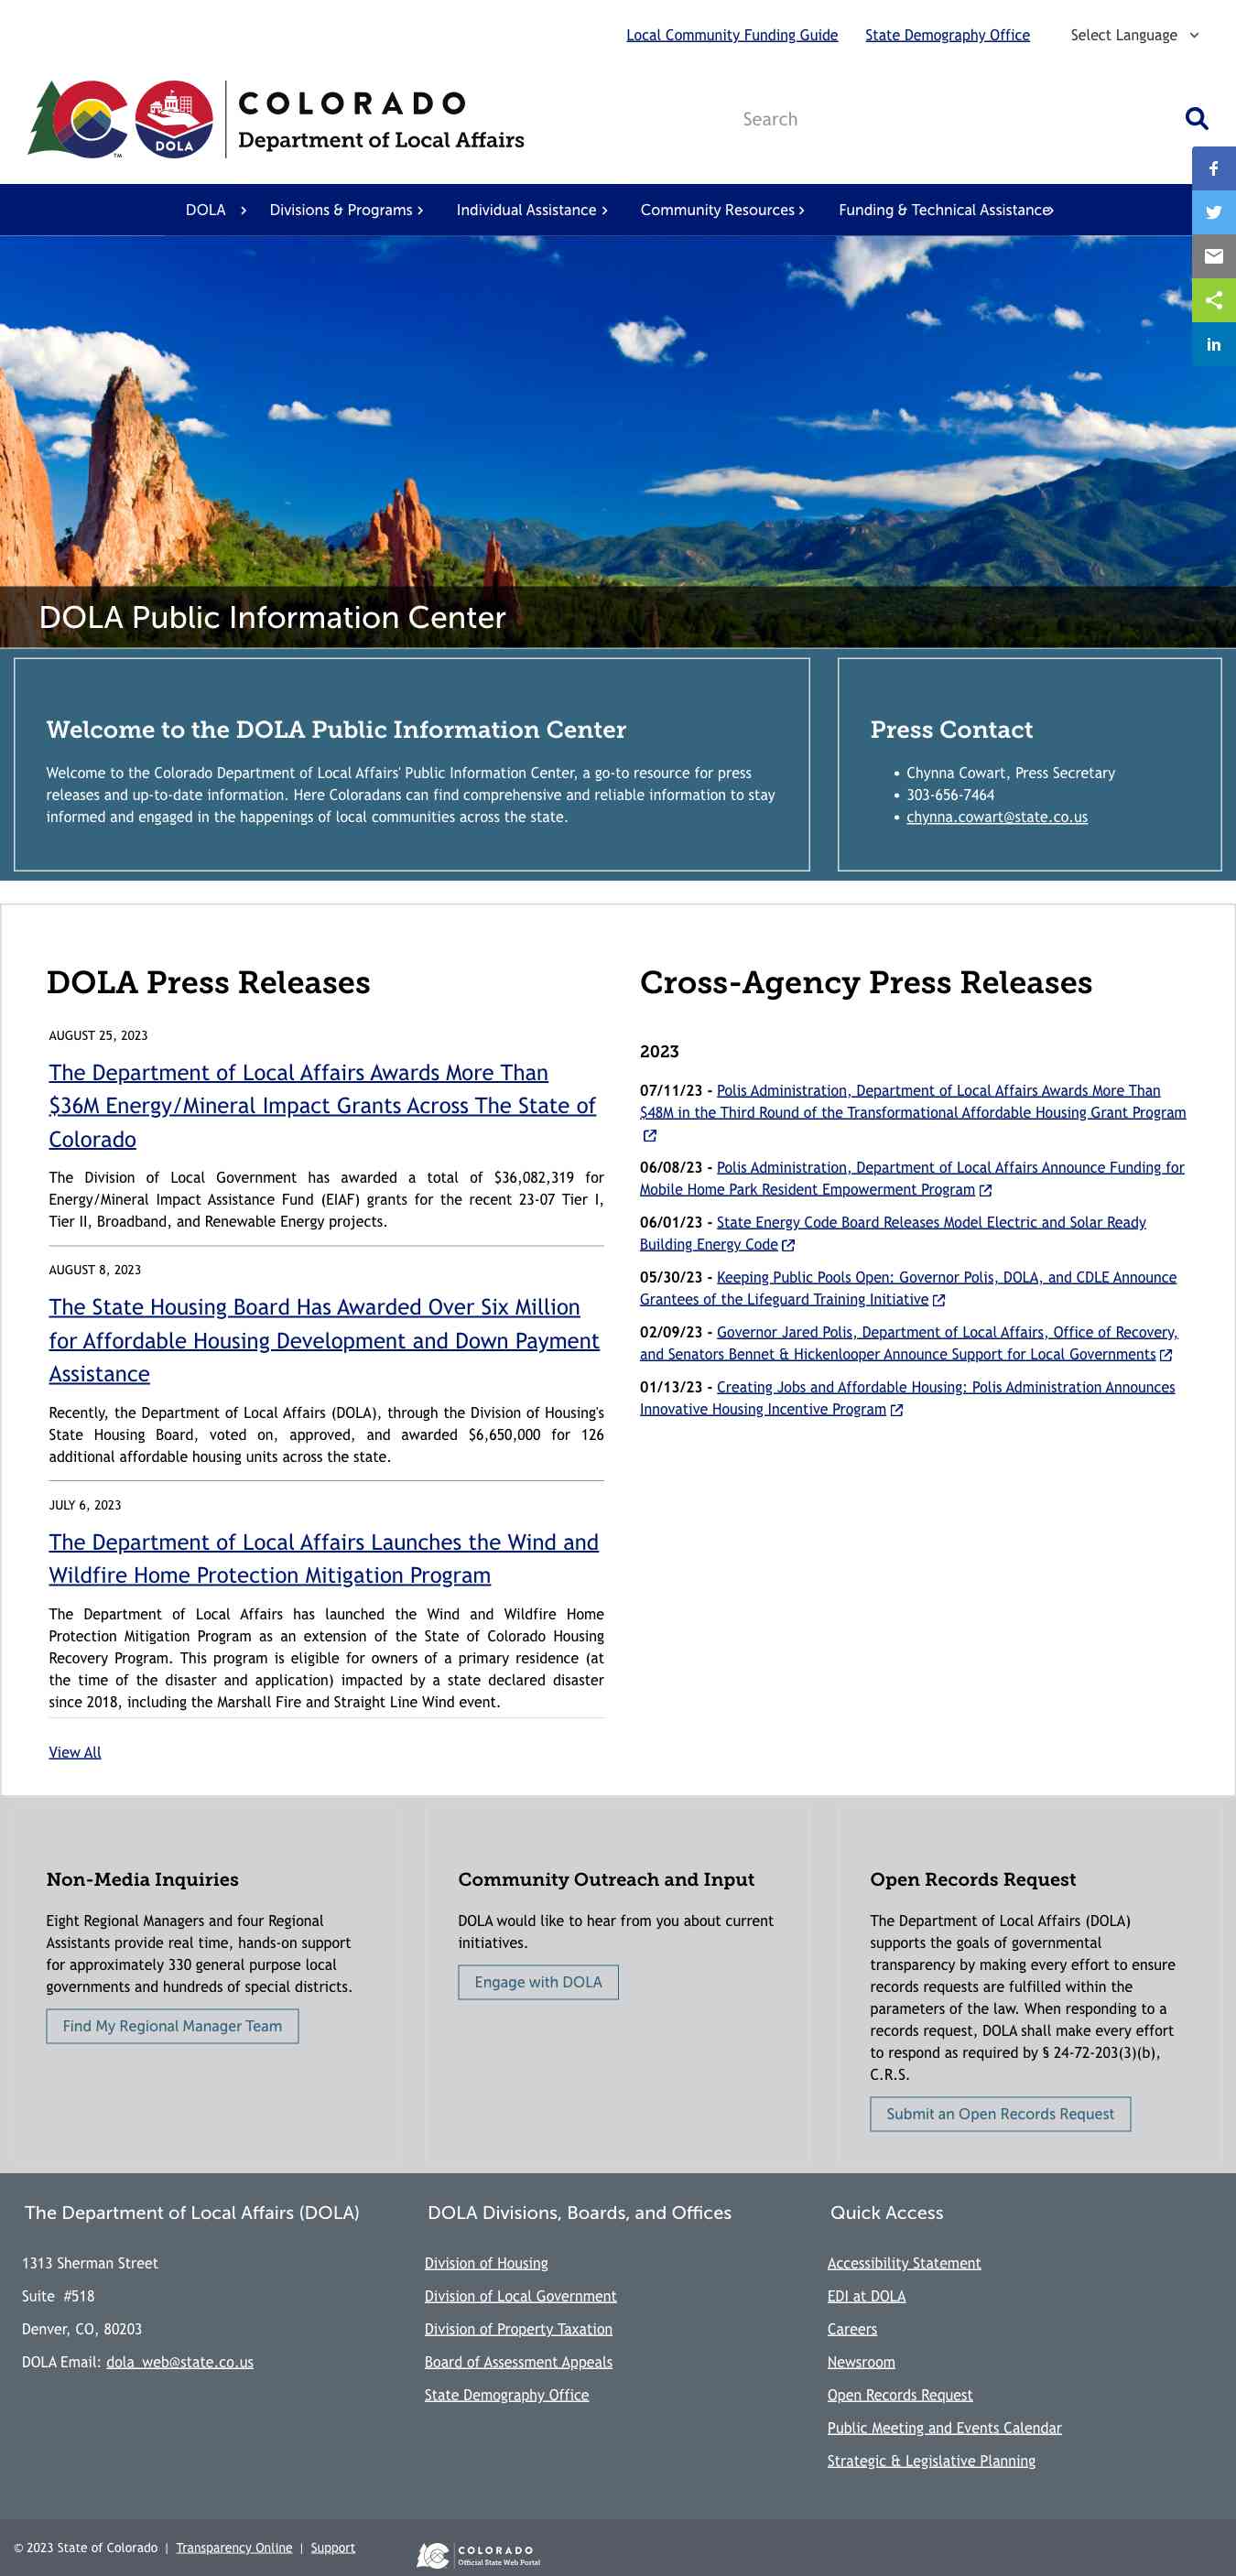 Local Community Funding Guide
State Demography Office
Select Language
DOLA
COLORADO
Department of Local Affairs
Search
DOLA
Divisions & Programs
Individual Assistance
Community Resources
Funding & Technical Assistance
DOLA Public Information Center
Welcome to the DOLA Public Information Center
Welcome to the Colorado Department of Local Affairs' Public Information Center, a go-to resource for press
releases and up-to-date information. Here Coloradans can find comprehensive and reliable information to stay
informed and engaged in the happenings of local communities across the state.
Press Contact
• Chynna Cowart, Press Secretary
• 303-656-7464
• chynna.cowart@state.co.us
DOLA Press Releases
AUGUST 25, 2023
The Department of Local Affairs Awards More Than
$36M Energy/Mineral Impact Grants Across The State of
Colorado
The Division of Local Government has awarded a total of $36,082,319 for
Energy/Mineral Impact Assistance Fund (EIAF) grants for the recent 23-07 Tier I,
Tier II, Broadband, and Renewable Energy projects.
AUGUST 8, 2023
The State Housing Board Has Awarded Over Six Million
for Affordable Housing Development and Down Payment
Assistance
Recently, the Department of Local Affairs (DOLA), through the Division of Housing's
State Housing Board, voted on, approved, and awarded $6,650,000 for 126
additional affordable housing units across the state.
JULY 6, 2023
The Department of Local Affairs Launches the Wind and
Wildfire Home Protection Mitigation Program
The Department of Local Affairs has launched the Wind and Wildfire Home
Protection Mitigation Program as an extension of the State of Colorado Housing
Recovery Program. This program is eligible for owners of a primary residence (at
the time of the disaster and application) impacted by a state declared disaster
since 2018, including the Marshall Fire and Straight Line Wind event.
View All
Cross-Agency Press Releases
2023
07/11/23 - Polis Administration, Department of Local Affairs Awards More Than
$48M in the Third Round of the Transformational Affordable Housing Grant Program
06/08/23 - Polis Administration, Department of Local Affairs Announce Funding for
Mobile Home Park Resident Empowerment Program
06/01/23 - State Energy Code Board Releases Model Electric and Solar Ready
Building Energy Code
05/30/23 - Keeping Public Pools Open: Governor Polis, DOLA, and CDLE Announce
Grantees of the Lifeguard Training Initiative
02/09/23 - Governor Jared Polis, Department of Local Affairs, Office of Recovery,
and Senators Bennet & Hickenlooper Announce Support for Local Governments
01/13/23 - Creating Jobs and Affordable Housing: Polis Administration Announces
Innovative Housing Incentive Program
Non-Media Inquiries
Eight Regional Managers and four Regional
Assistants provide real time, hands-on support
for approximately 330 general purpose local
governments and hundreds of special districts.
Find My Regional Manager Team
Community Outreach and Input
DOLA would like to hear from you about current
initiatives.
Engage with DOLA
Open Records Request
The Department of Local Affairs (DOLA)
supports the goals of governmental
transparency by making every effort to ensure
records requests are fulfilled within the
parameters of the law. When responding to a
records request, DOLA shall make every effort
to respond as required by § 24-72-203(3)(b),
C.R.S.
Submit an Open Records Request
The Department of Local Affairs (DOLA)
1313 Sherman Street
Suite #518
Denver, CO, 80203
DOLA Email: dola_web@state.co.us
DOLA Divisions, Boards, and Offices
Division of Housing
Division of Local Government
Division of Property Taxation
Board of Assessment Appeals
State Demography Office
Quick Access
Accessibility Statement
EDI at DOLA
Careers
Newsroom
Open Records Request
Public Meeting and Events Calendar
Strategic & Legislative Planning
© 2023 State of Colorado | Transparency Online | Support
COLORADO
Official State Web Portal